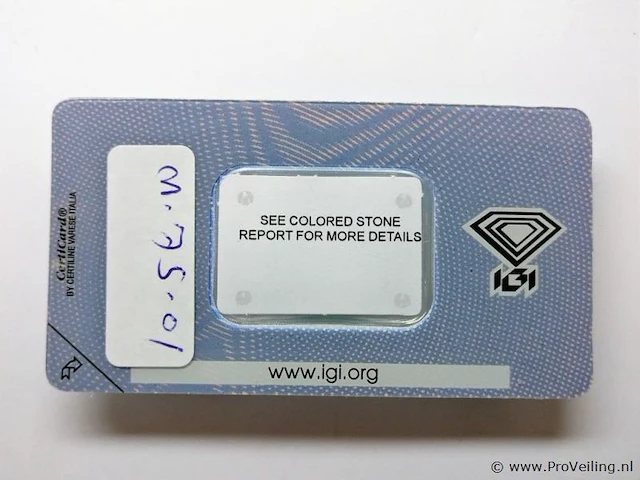 CertiCard®
BY CERTILINE VARESE ITALIA
SEE COLORED STONE
REPORT FOR MORE DETAILS
IGI
www.igi.org
© www.ProVeiling.nl